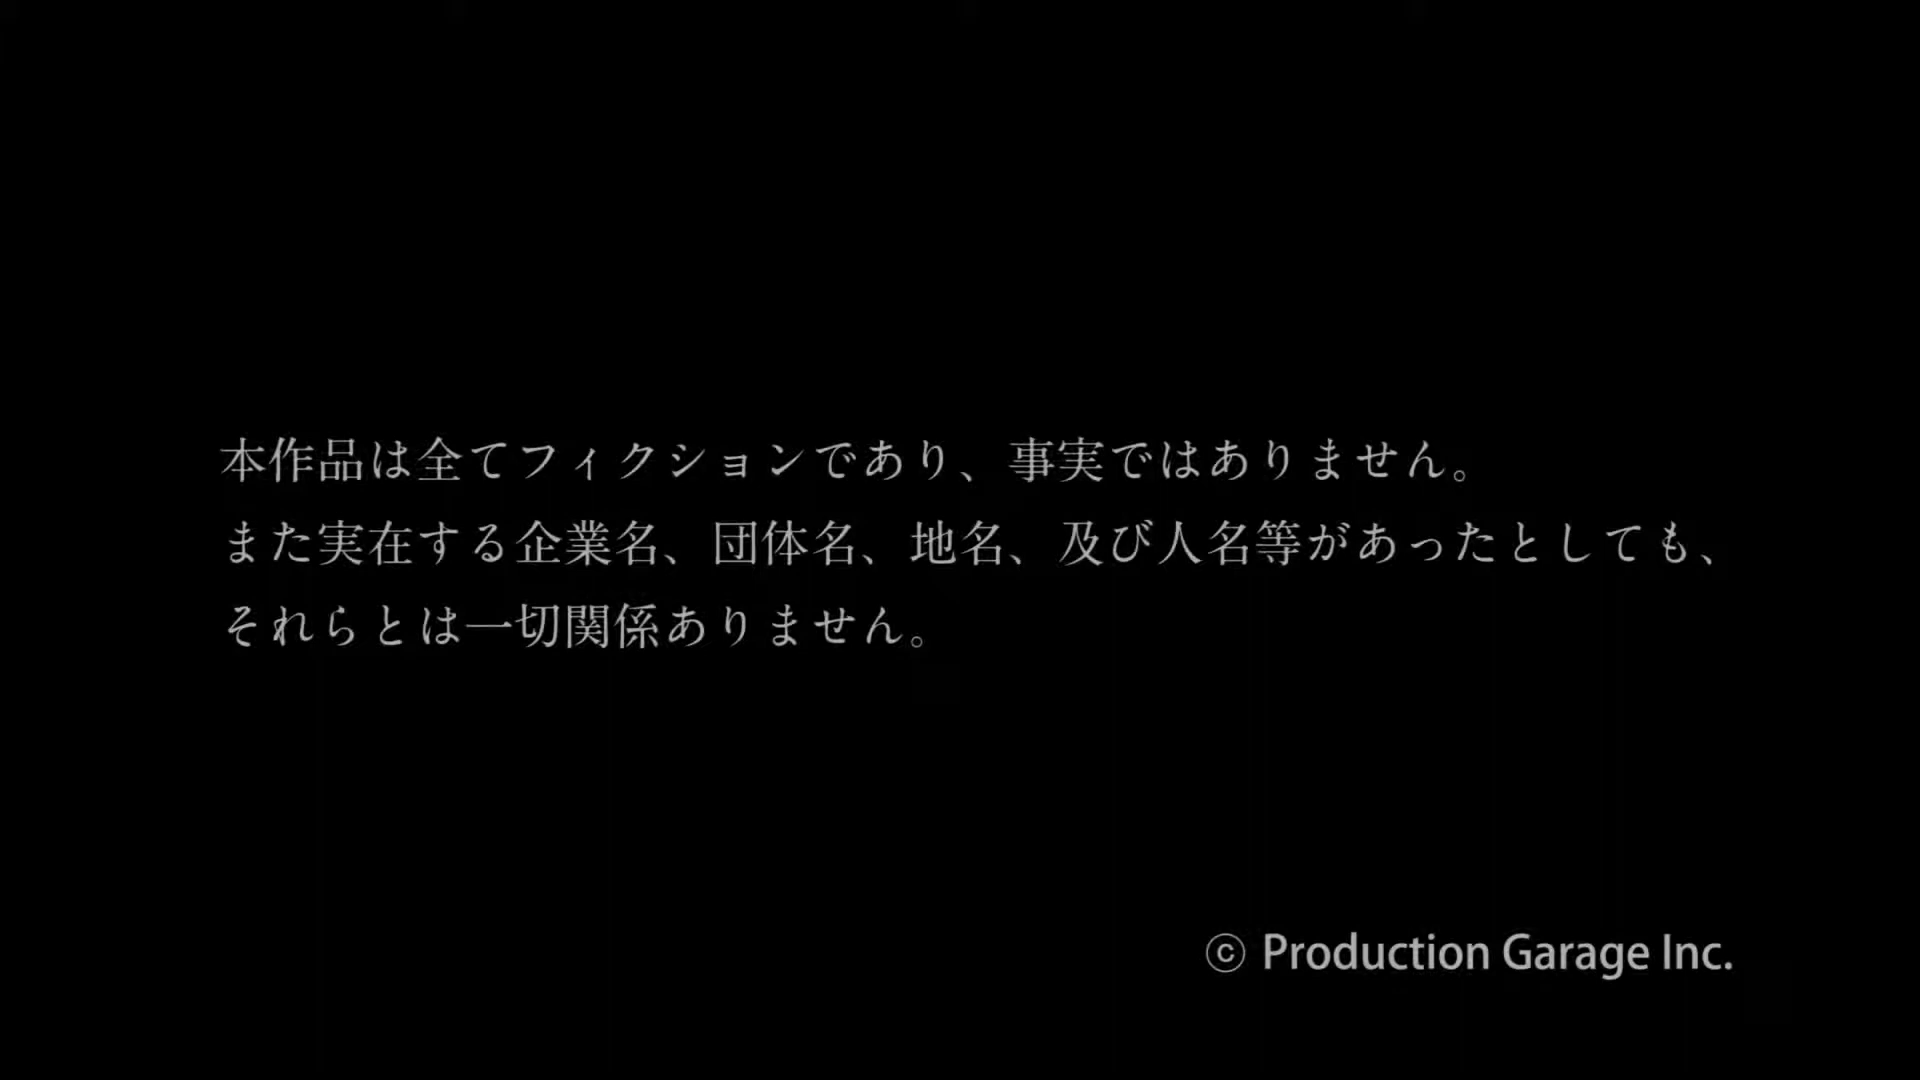 本作品は全てフィクションであり、事実ではありません。
また実在する企業名、団体名、地名、及び人名等があったとしても、
それらとは一切関係ありません。
© Production Garage Inc.